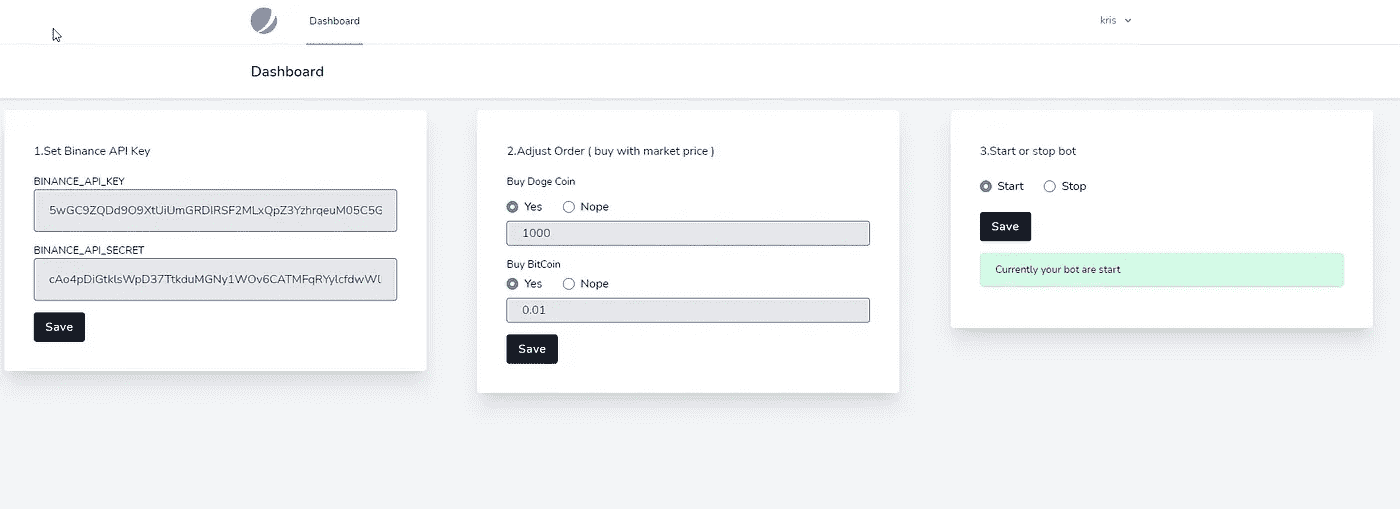 Dashboard
kris
Dashboard
1.Set Binance API Key
BINANCE_API_KEY
BINANCE_API_SECRET
Save
2.Adjust Order ( buy with market price )
Buy Doge Coin
Yes Nope
1000
Buy BitCoin
Yes Nope
0.01
Save
3.Start or stop bot
Start Stop
Save
Currently your bot are start